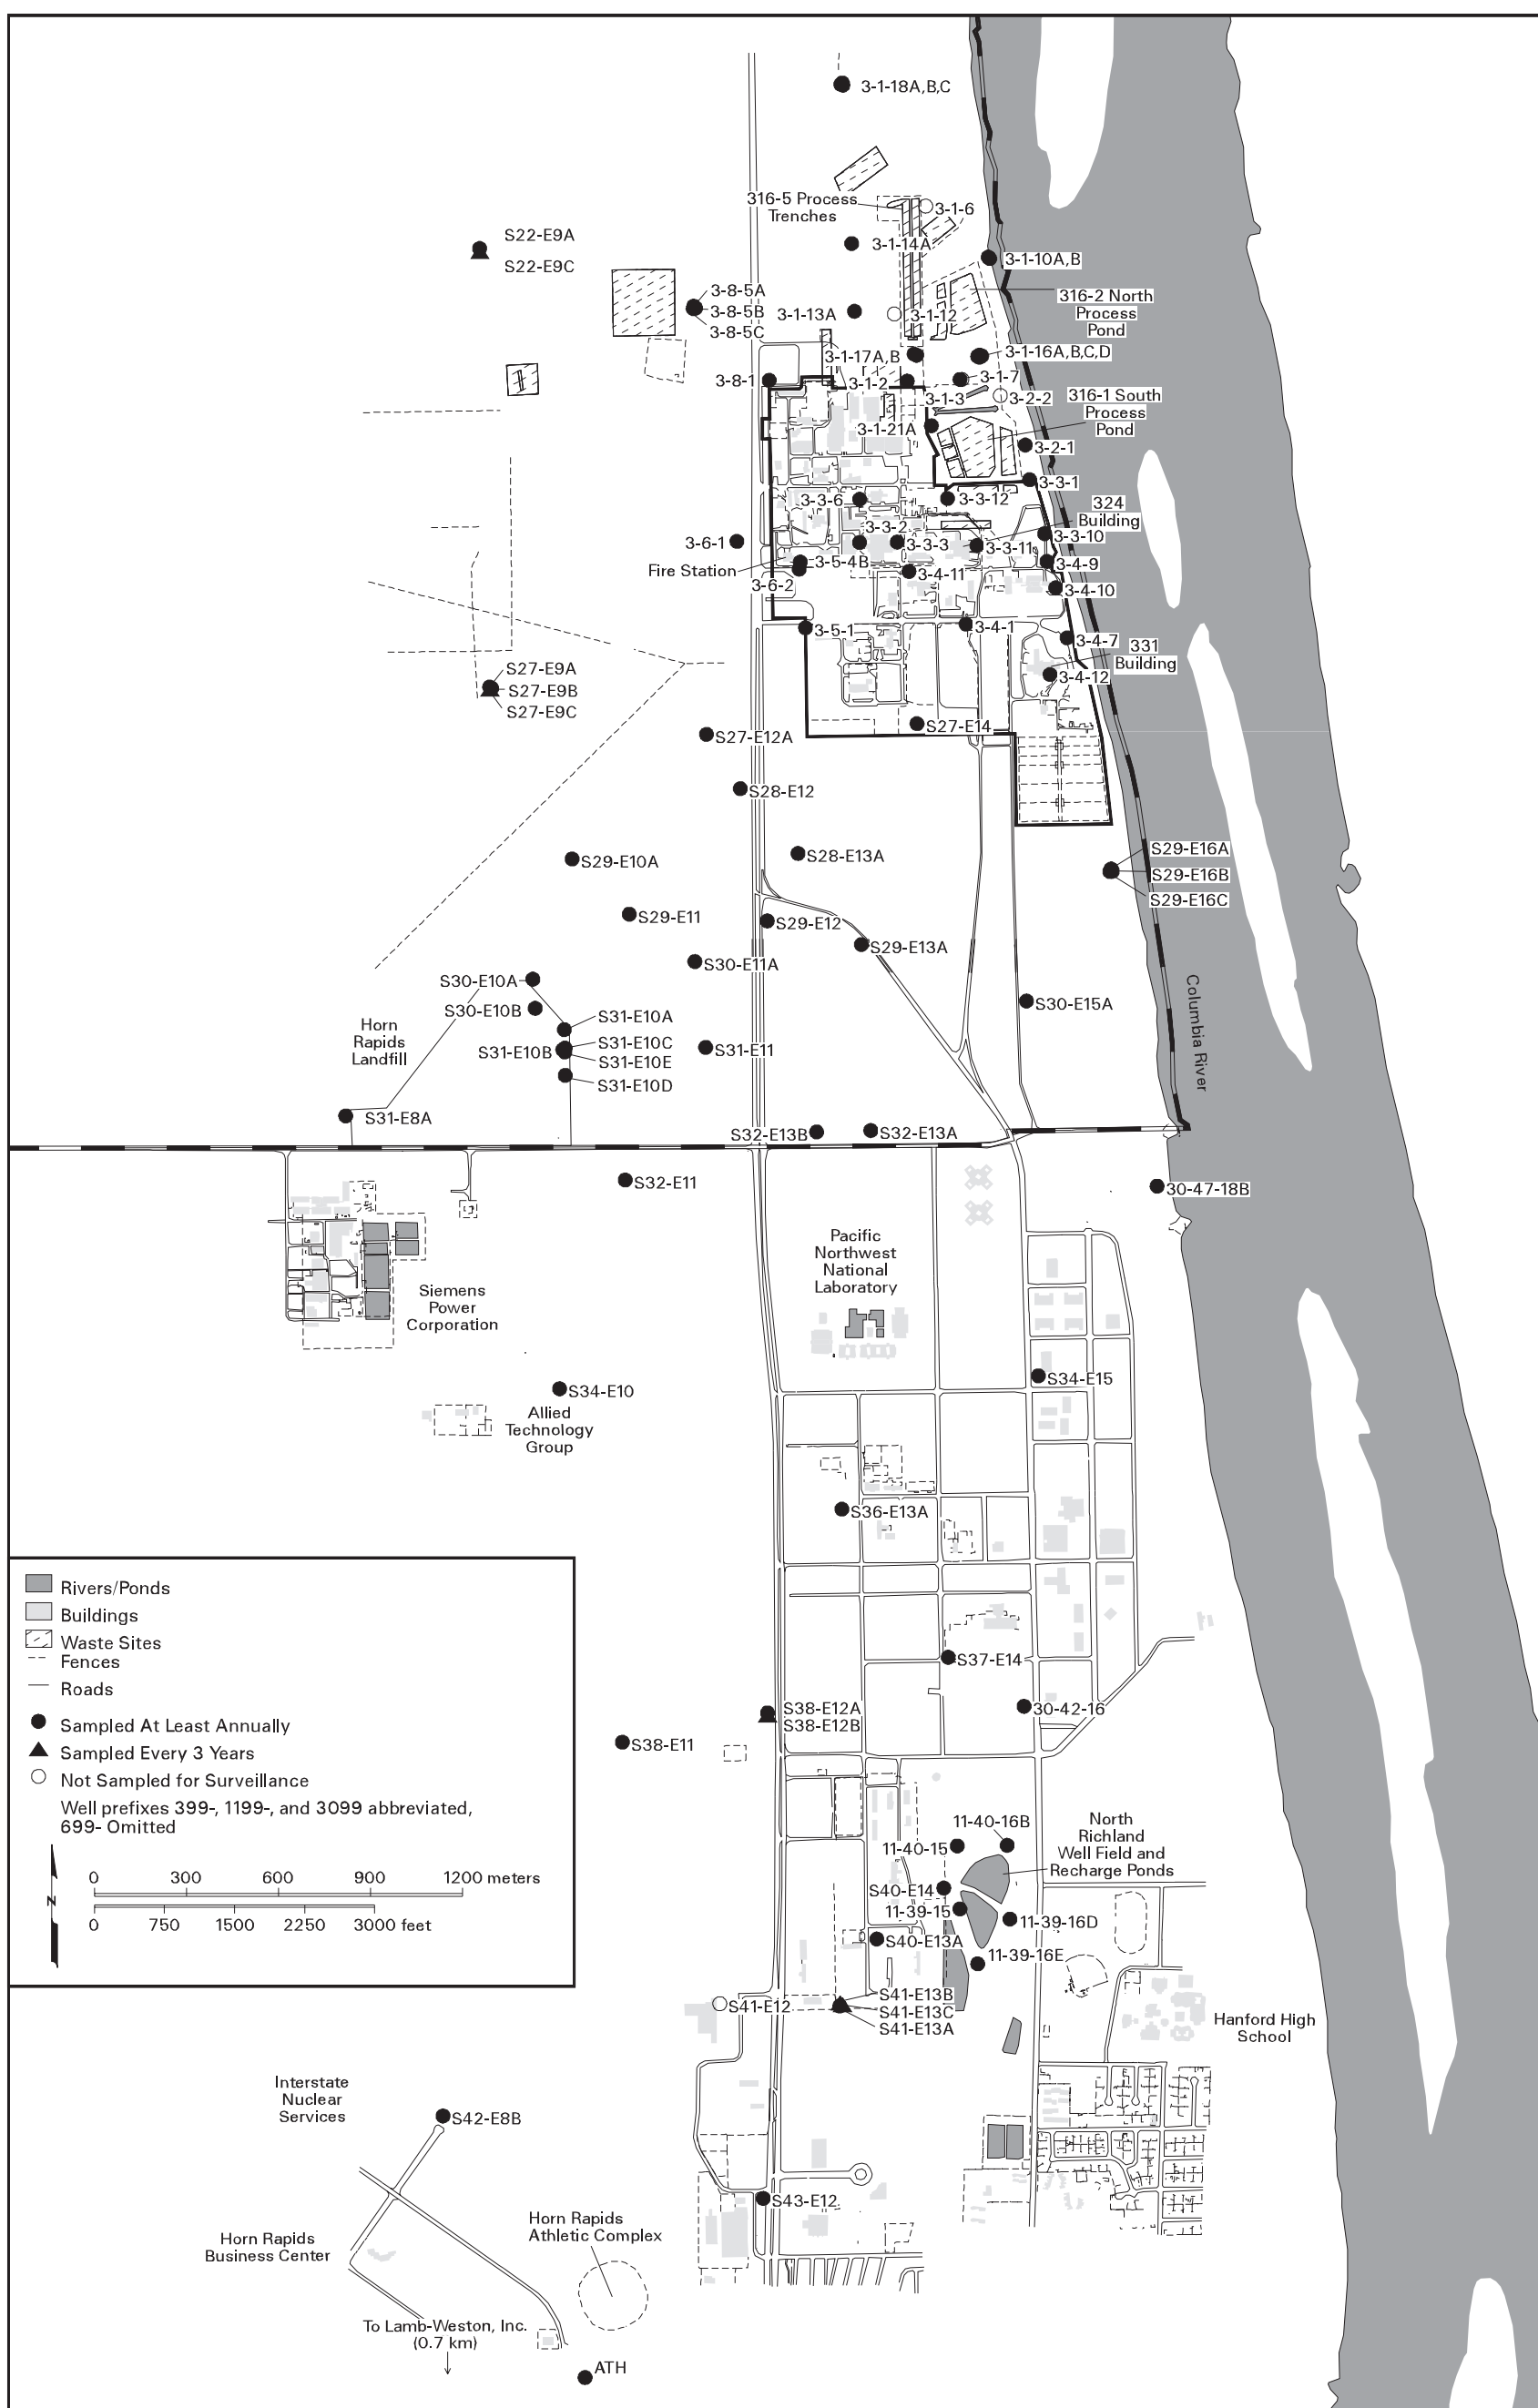 3-1-18A,B,C
316-5 Process
Trenches
3-1-6
S22-E9A
S22-E9C
3-1-14A
3-1-10A,B
3-8-5A
3-8-5B
3-8-5C
3-1-13A
3-1-12
316-2 North
Process
Pond
3-1-17A,B
3-1-16A,B,C,D
3-8-1
3-1-2
3-1-7
3-1-3
3-2-2
316-1 South
Process
Pond
3-1-21A
3-2-1
3-3-1
3-3-6
3-3-12
324
Building
3-3-2
3-3-10
3-6-1
3-3-3
3-3-11
Fire Station
3-5-4B
3-4-9
3-4-11
3-6-2
3-4-10
3-5-1
3-4-1
3-4-7
331
Building
3-4-12
S27-E9A
S27-E9B
S27-E9C
S27-E14
S27-E12A
S28-E12
S28-E13A
S29-E10A
S29-E16A
S29-E16B
S29-E16C
S29-E11
S29-E12
S29-E13A
S30-E11A
S30-E10A
S30-E10B
S30-E15A
Columbia River
Horn
Rapids
Landfill
S31-E10A
S31-E10C
S31-E10B
S31-E10E
S31-E10D
S31-E11
S31-E8A
S32-E13B
S32-E13A
S32-E11
30-47-18B
Pacific
Northwest
National
Laboratory
Siemens
Power
Corporation
S34-E10
S34-E15
Allied
Technology
Group
S36-E13A
Rivers/Ponds
Buildings
Waste Sites
Fences
Roads
Sampled At Least Annually
Sampled Every 3 Years
Not Sampled for Surveillance
Well prefixes 399-, 1199-, and 3099 abbreviated,
699- Omitted
N
0 300 600 900 1200 meters
0 750 1500 2250 3000 feet
S37-E14
30-42-16
S38-E12A
S38-E12B
S38-E11
11-40-16B
11-40-15
North
Richland
Well Field and
Recharge Ponds
S40-E14
11-39-15
11-39-16D
S40-E13A
11-39-16E
S41-E12
S41-E13B
S41-E13C
S41-E13A
Hanford High
School
Interstate
Nuclear
Services
S42-E8B
S43-E12
Horn Rapids
Athletic Complex
Horn Rapids
Business Center
To Lamb-Weston, Inc.
(0.7 km)
ATH